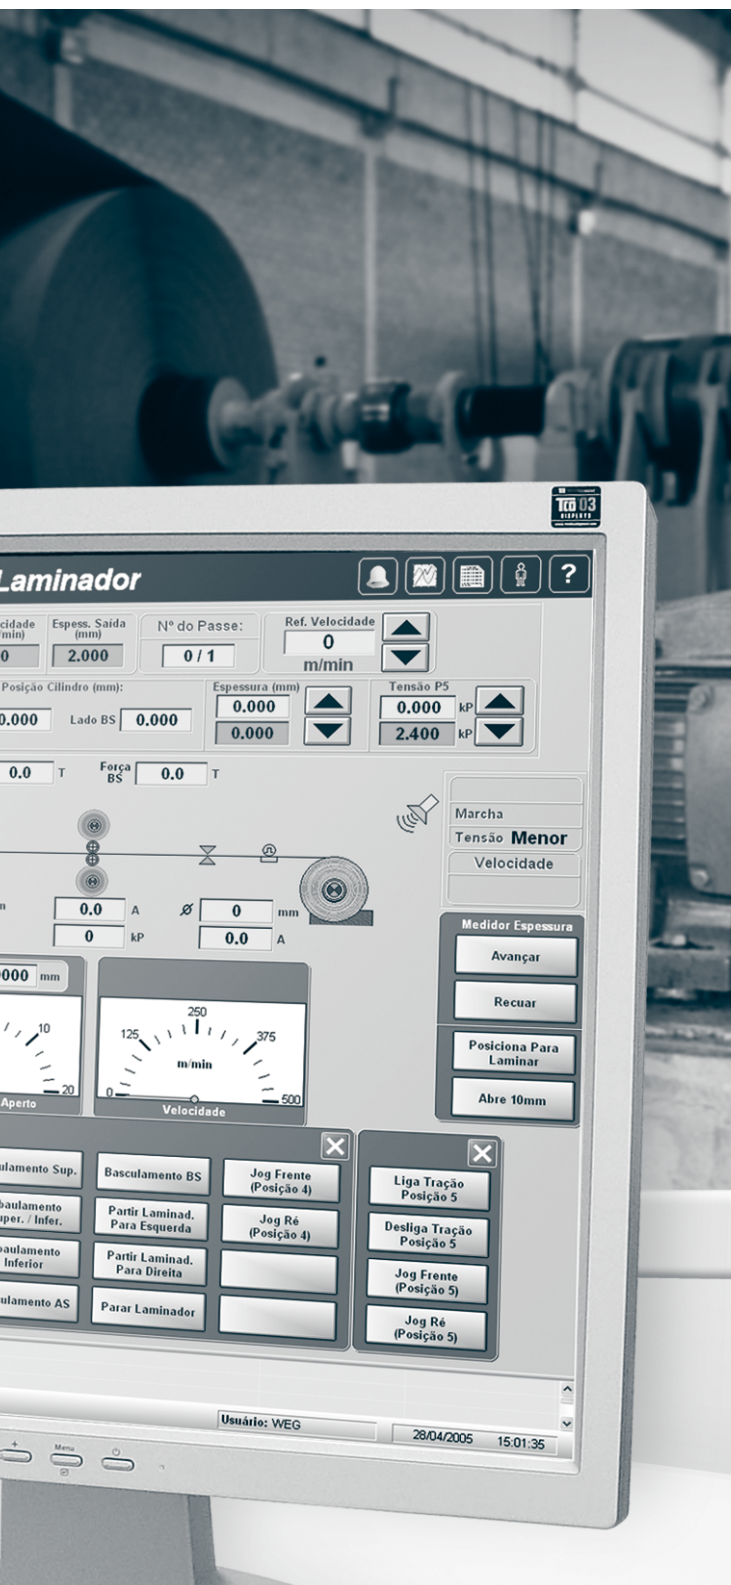 TCO 03
DISPLAYS
Laminador
?
Espess. Saída
(mm)
2.000
Nº do Passe:
0 / 1
Ref. Velocidade
0
m/min
Posição Cilindro (mm):
0.000
Lado BS
0.000
Espessura (mm)
0.000
0.000
Tensão P5
0.000
kP
2.400
kP
0.0
T
Força
BS
0.0
T
Marcha
Tensão Menor
Velocidade
0.0
A
Ø
0
mm
0
kP
0.0
A
Medidor Espessura
Avançar
Recuar
Posiciona Para
Laminar
Abre 10mm
mm
10
20
Aperto
0
125
250
375
500
m/min
Velocidade
Basculamento BS
Partir Laminad.
Para Esquerda
Partir Laminad.
Para Direita
Parar Laminador
Jog Frente
(Posição 4)
Jog Ré
(Posição 4)
Inferior
Liga Tração
Posição 5
Desliga Tração
Posição 5
Jog Frente
(Posição 5)
Jog Ré
(Posição 5)
Usuário: WEG
28/04/2005
15:01:35
Menu